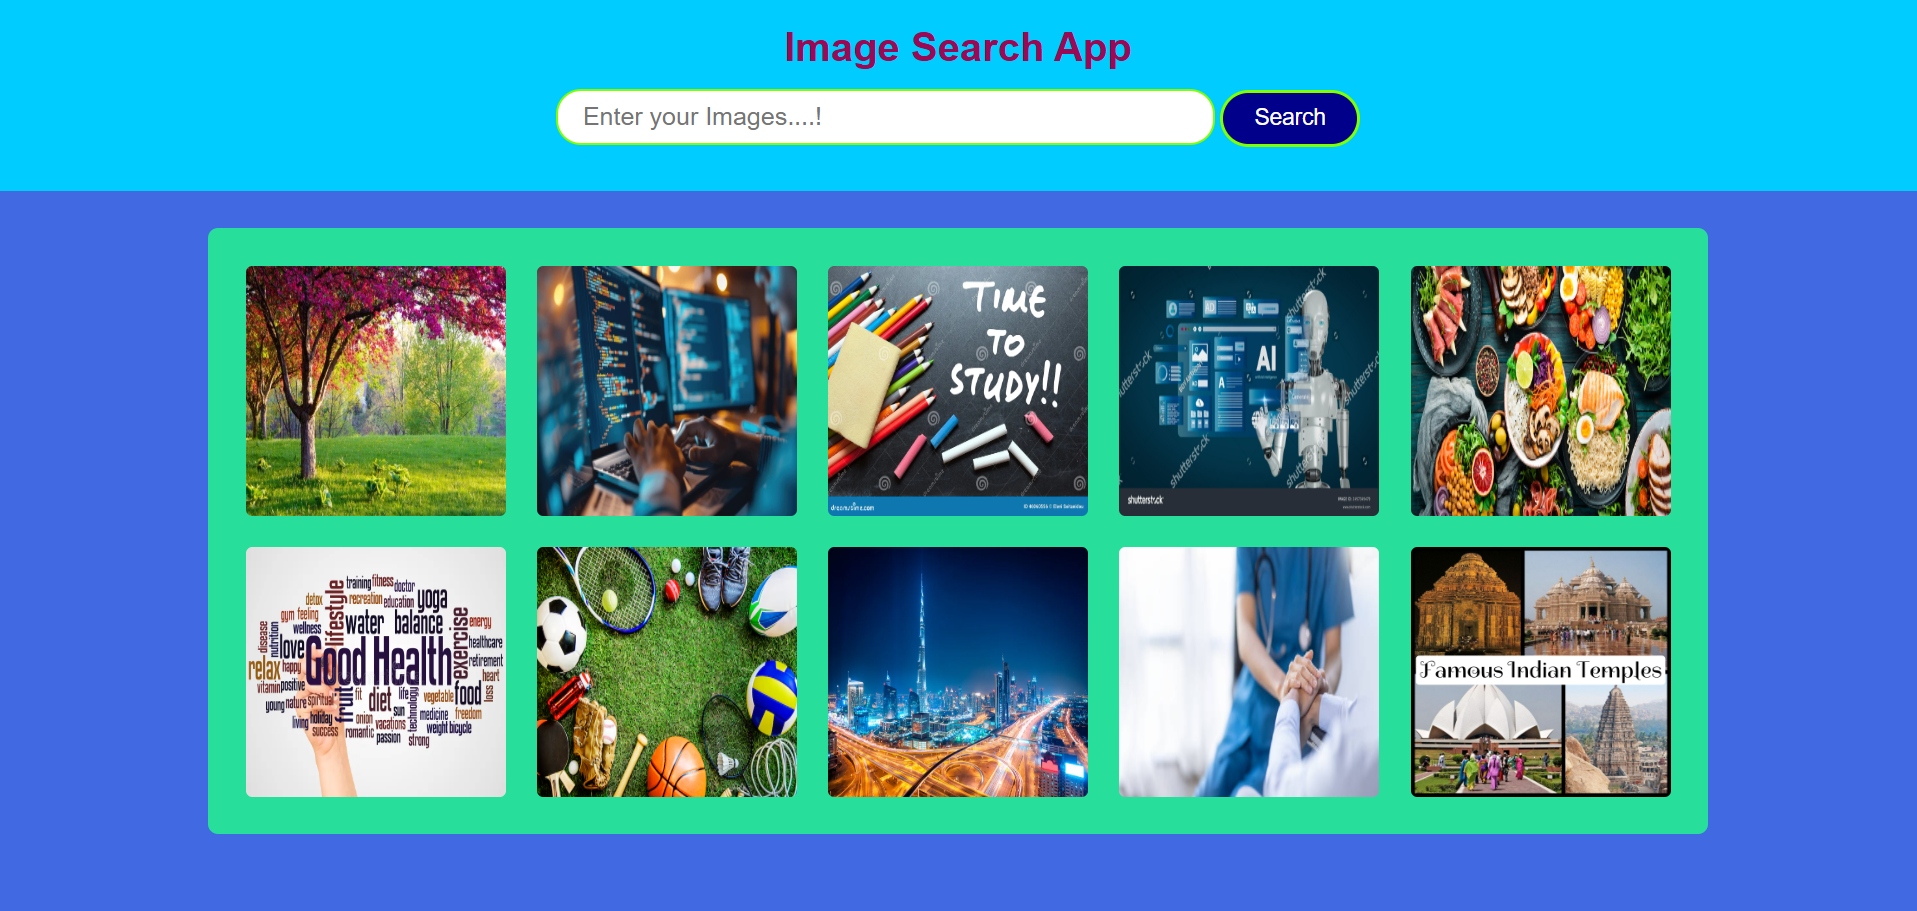 Image Search App
Enter your Images....!
Search
TIME
TO
STUDY!!
dreamstime.com
AI
shutterstock
shutterstock
shutterstock
training fitness doctor
detox recreation education yoga
gym feeling lifestyle water balance
wellness
disease nutrition love Good Health exercise energy
healthcare
relax happy retirement
vitamin positive fruit fit diet life technology vegetable food heart
young nature spiritual sun loss
living holiday onion vacations medicine freedom
success romantic passion strong weight bicycle
Famous Indian Temples